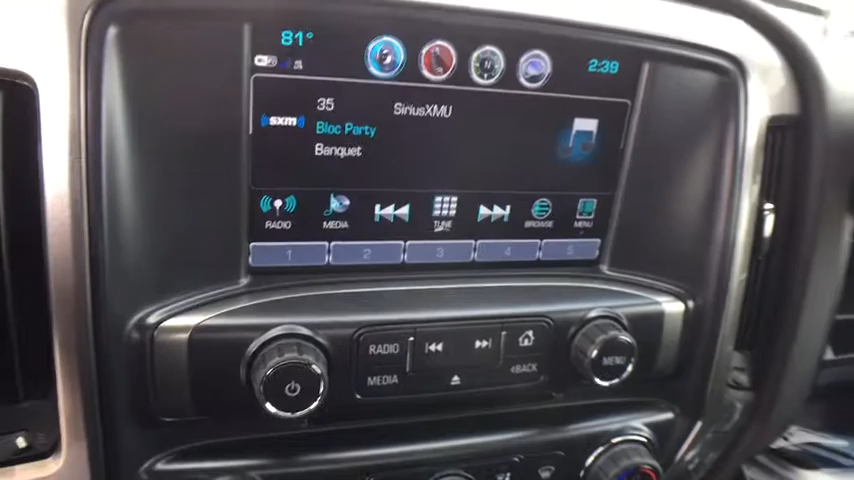 81°
2:39
35
SiriusXMU
sxm
Bloc Party
Banquet
RADIO
MEDIA
TUNE
BROWSE
MENU
1
2
3
4
5
RADIO
MEDIA
BACK
MENU